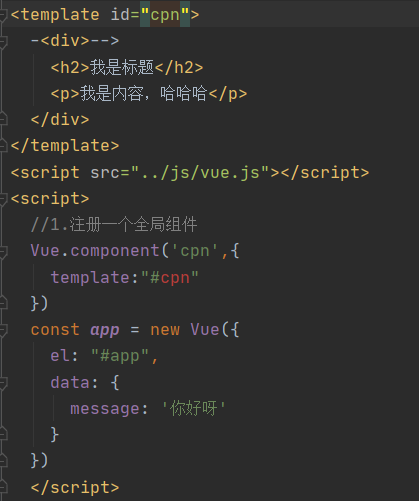 <template id="cpn">
-<div>-->
<h2>我是标题</h2>
<p>我是内容，哈哈哈</p>
</div>
</template>
<script src="../js/vue.js"></script>
<script>
//1.注册一个全局组件
Vue.component('cpn',{
template:"#cpn"
})
const app = new Vue({
el: "#app",
data: {
message: '你好呀'
}
})
</script>